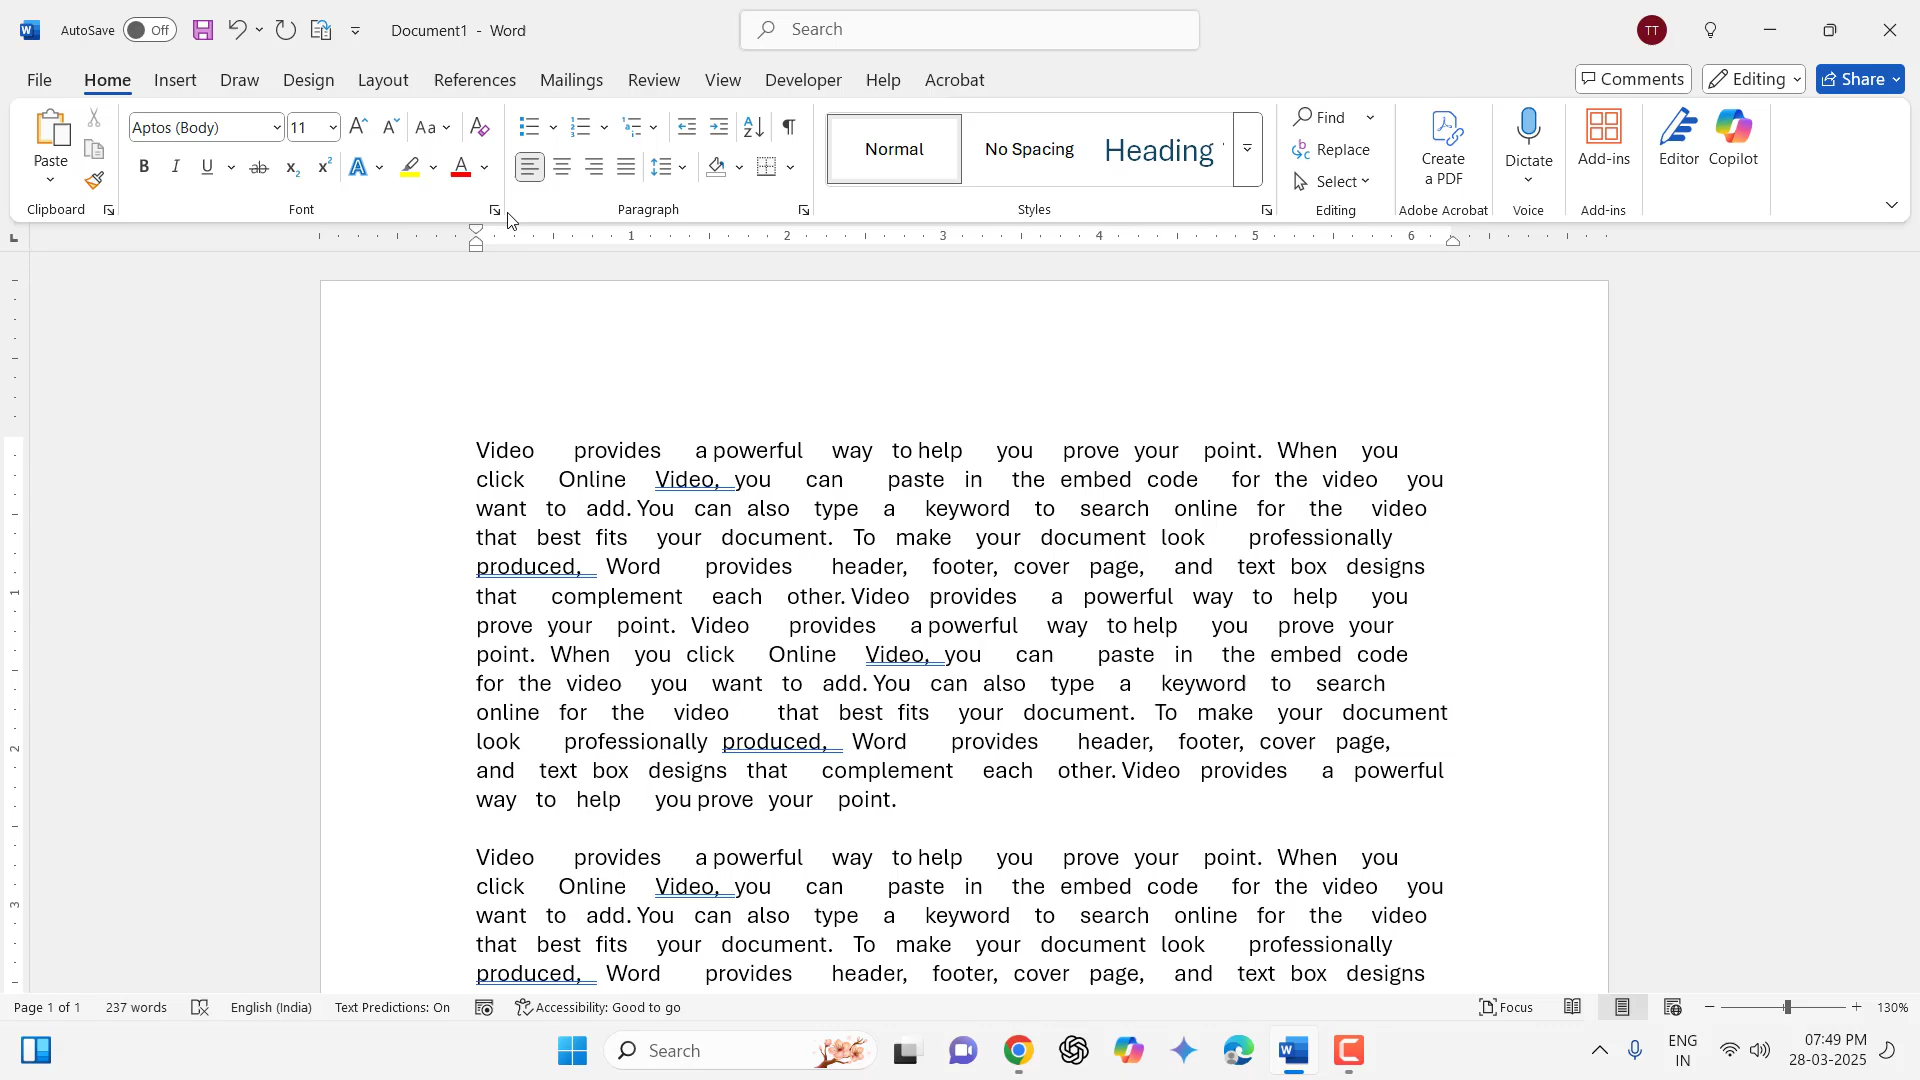 AutoSave Off Document1 - Word Search TT
File Home Insert Draw Design Layout References Mailings Review View Developer Help Acrobat Comments Editing Share
Paste Aptos (Body) 11 Aa Normal No Spacing Heading Find Replace Select Create a PDF Dictate Add-ins Editor Copilot
Clipboard Font Paragraph Styles Editing Adobe Acrobat Voice Add-ins
1 2 3 4 5 6
Video provides a powerful way to help you prove your point. When you
click Online Video, you can paste in the embed code for the video you
want to add. You can also type a keyword to search online for the video
that best fits your document. To make your document look professionally
produced, Word provides header, footer, cover page, and text box designs
that complement each other. Video provides a powerful way to help you
prove your point. Video provides a powerful way to help you prove your
point. When you click Online Video, you can paste in the embed code
for the video you want to add. You can also type a keyword to search
online for the video that best fits your document. To make your document
look professionally produced, Word provides header, footer, cover page,
and text box designs that complement each other. Video provides a powerful
way to help you prove your point.
Video provides a powerful way to help you prove your point. When you
click Online Video, you can paste in the embed code for the video you
want to add. You can also type a keyword to search online for the video
that best fits your document. To make your document look professionally
produced, Word provides header, footer, cover page, and text box designs
1
2
3
Page 1 of 1 237 words English (India) Text Predictions: On Accessibility: Good to go Focus 130%
Search ENG IN 07:49 PM 28-03-2025